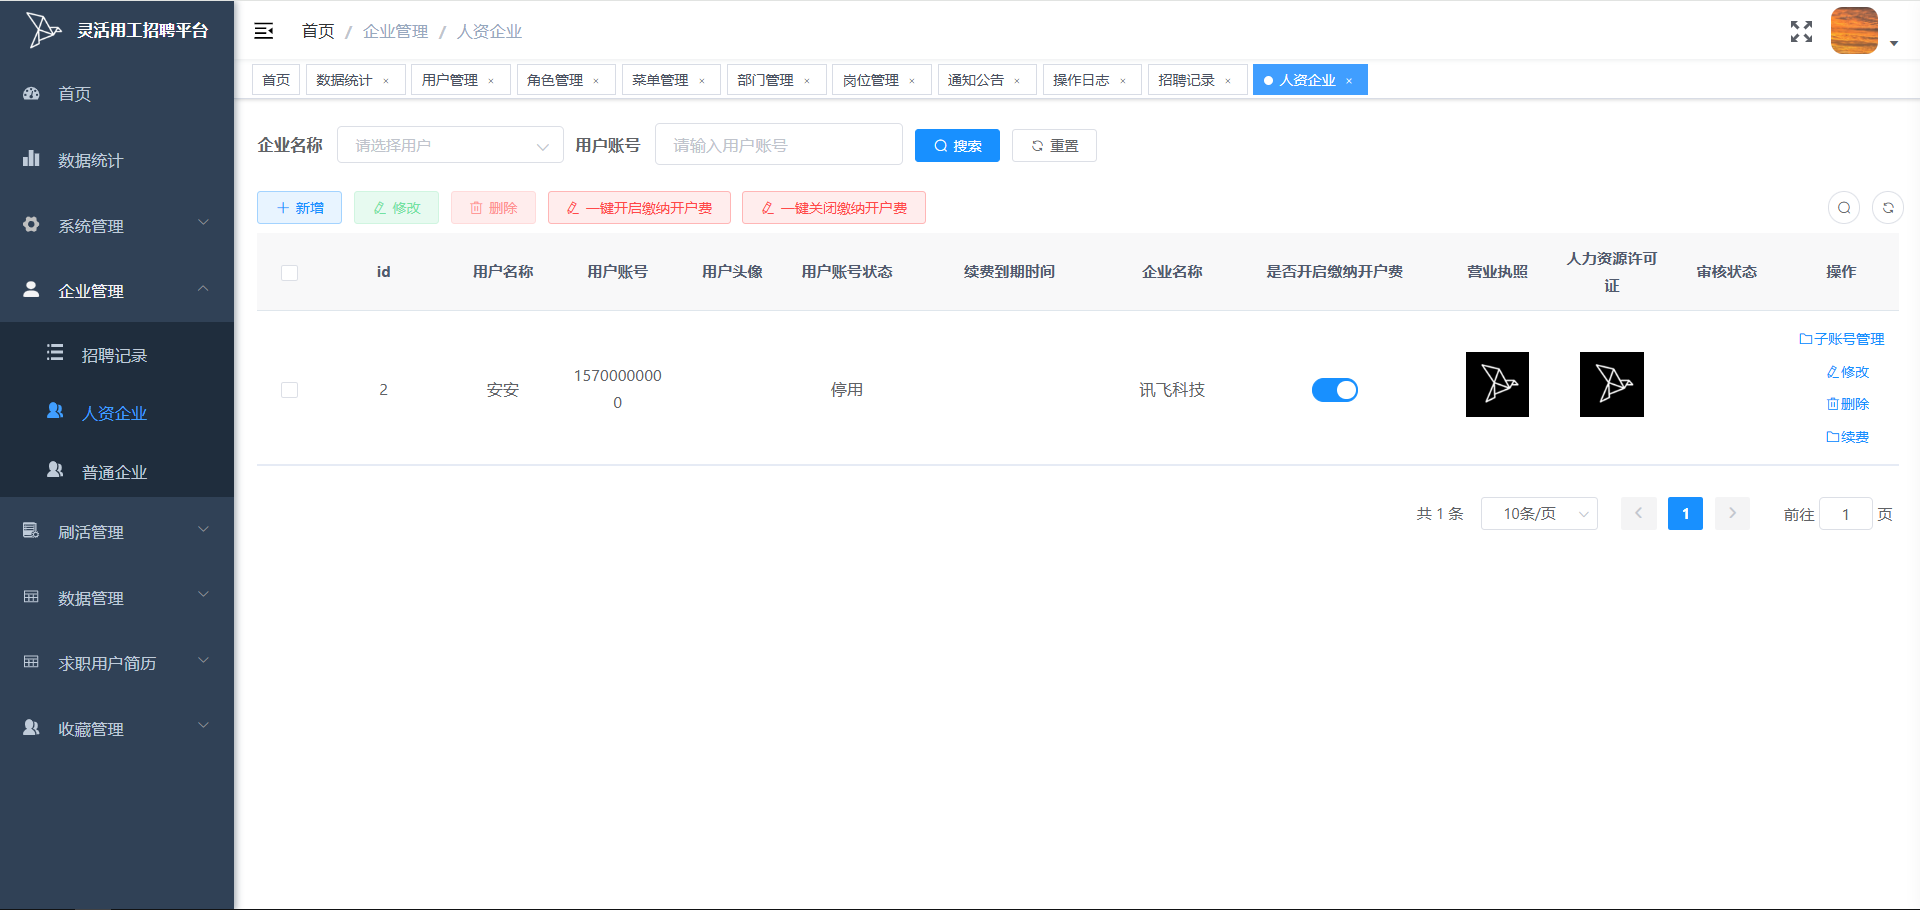 灵活用工招聘平台
首页 / 企业管理 / 人资企业
首页 数据统计 × 用户管理 × 角色管理 × 菜单管理 × 部门管理 × 岗位管理 × 通知公告 × 操作日志 × 招聘记录 × 人资企业 ×
首页
数据统计
系统管理
企业管理
招聘记录
人资企业
普通企业
刷活管理
数据管理
求职用户简历
收藏管理
企业名称 请选择用户 用户账号 请输入用户账号 搜索 重置
新增 修改 删除 一键开启缴纳开户费 一键关闭缴纳开户费
id 用户名称 用户账号 用户头像 用户账号状态 续费到期时间 企业名称 是否开启缴纳开户费 营业执照 人力资源许可
证 审核状态 操作
2 安安 1570000000
0 停用 讯飞科技
子账号管理
修改
删除
续费
共 1 条 10条/页 1 前往 1 页